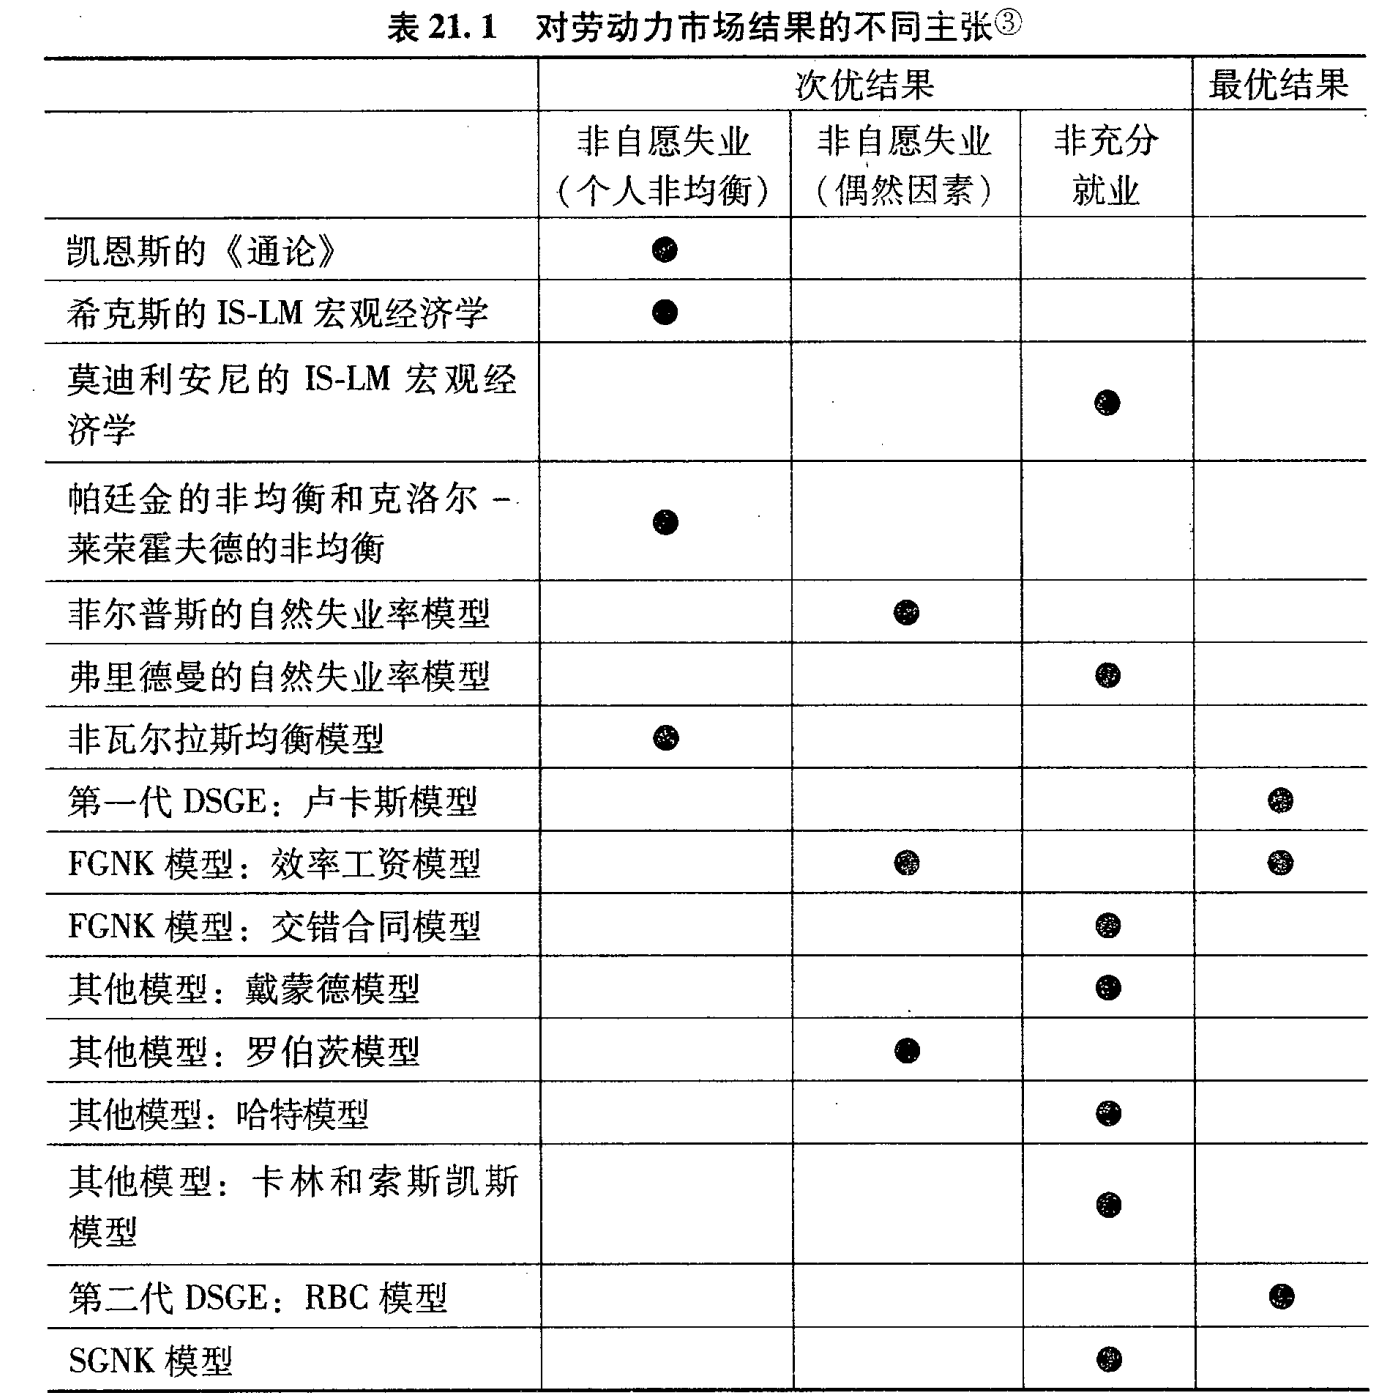 表 21.1 对劳动力市场结果的不同主张③
次优结果 最优结果
非自愿失业 非自愿失业 非充分
（个人非均衡） （偶然因素） 就业
凯恩斯的《通论》 ●
希克斯的 IS-LM 宏观经济学 ●
莫迪利安尼的 IS-LM 宏观经
济学 ●
帕廷金的非均衡和克洛尔－
莱荣霍夫德的非均衡 ●
菲尔普斯的自然失业率模型 ●
弗里德曼的自然失业率模型 ●
非瓦尔拉斯均衡模型 ●
第一代 DSGE：卢卡斯模型 ●
FGNK 模型：效率工资模型 ● ●
FGNK 模型：交错合同模型 ●
其他模型：戴蒙德模型 ●
其他模型：罗伯茨模型 ●
其他模型：哈特模型 ●
其他模型：卡林和索斯凯斯
模型 ●
第二代 DSGE：RBC 模型 ●
SGNK 模型 ●